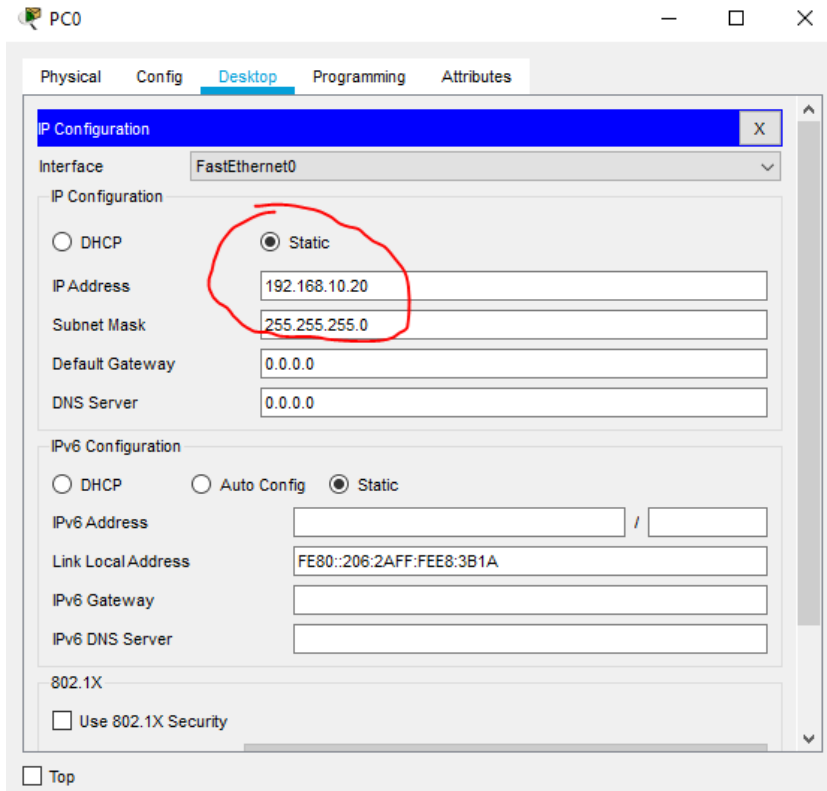 PC0
Physical Config Desktop Programming Attributes
IP Configuration X
Interface FastEthernet0
IP Configuration
DHCP Static
IP Address 192.168.10.20
Subnet Mask 255.255.255.0
Default Gateway 0.0.0.0
DNS Server 0.0.0.0
IPv6 Configuration
DHCP Auto Config Static
IPv6 Address /
Link Local Address FE80::206:2AFF:FEE8:3B1A
IPv6 Gateway
IPv6 DNS Server
802.1X
Use 802.1X Security
Top